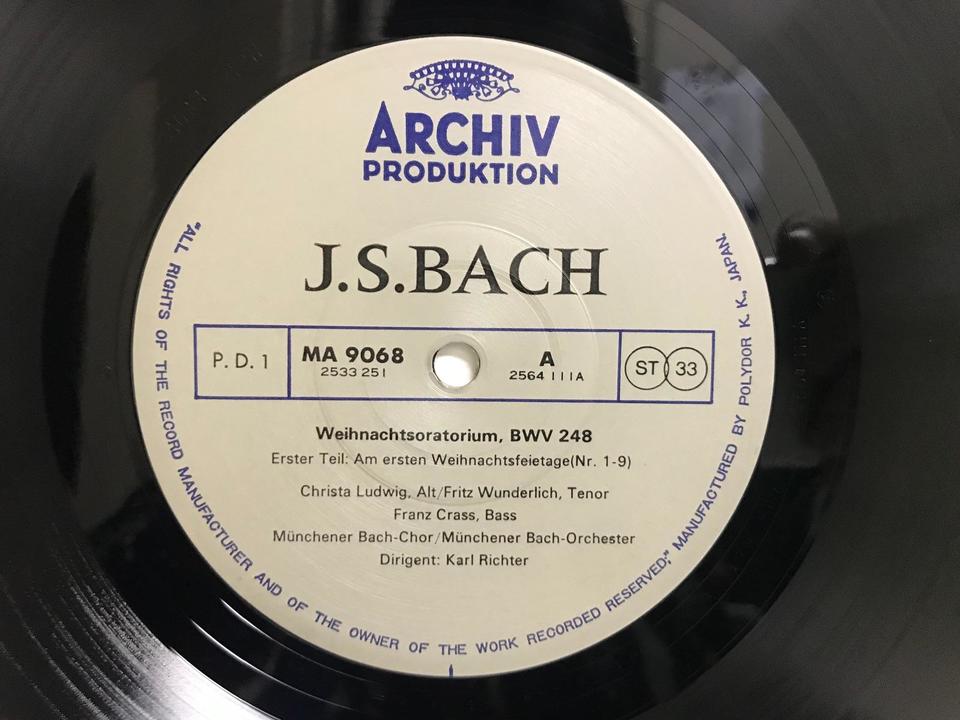 ARCHIV
PRODUKTION
J.S.BACH
P. D. 1
MA 9068
2533 251
A
2564 111A
ST 33
Weihnachtsoratorium, BWV 248
Erster Teil: Am ersten Weihnachtsfeietage(Nr. 1-9)
Christa Ludwig, Alt/Fritz Wunderlich, Tenor
Franz Crass, Bass
Münchener Bach-Chor/Münchener Bach-Orchester
Dirigent: Karl Richter
"ALL RIGHTS OF THE RECORD MANUFACTURER AND OF THE OWNER OF THE WORK RECORDED RESERVED;" MANUFACTURED BY POLYDOR K. K., JAPAN.